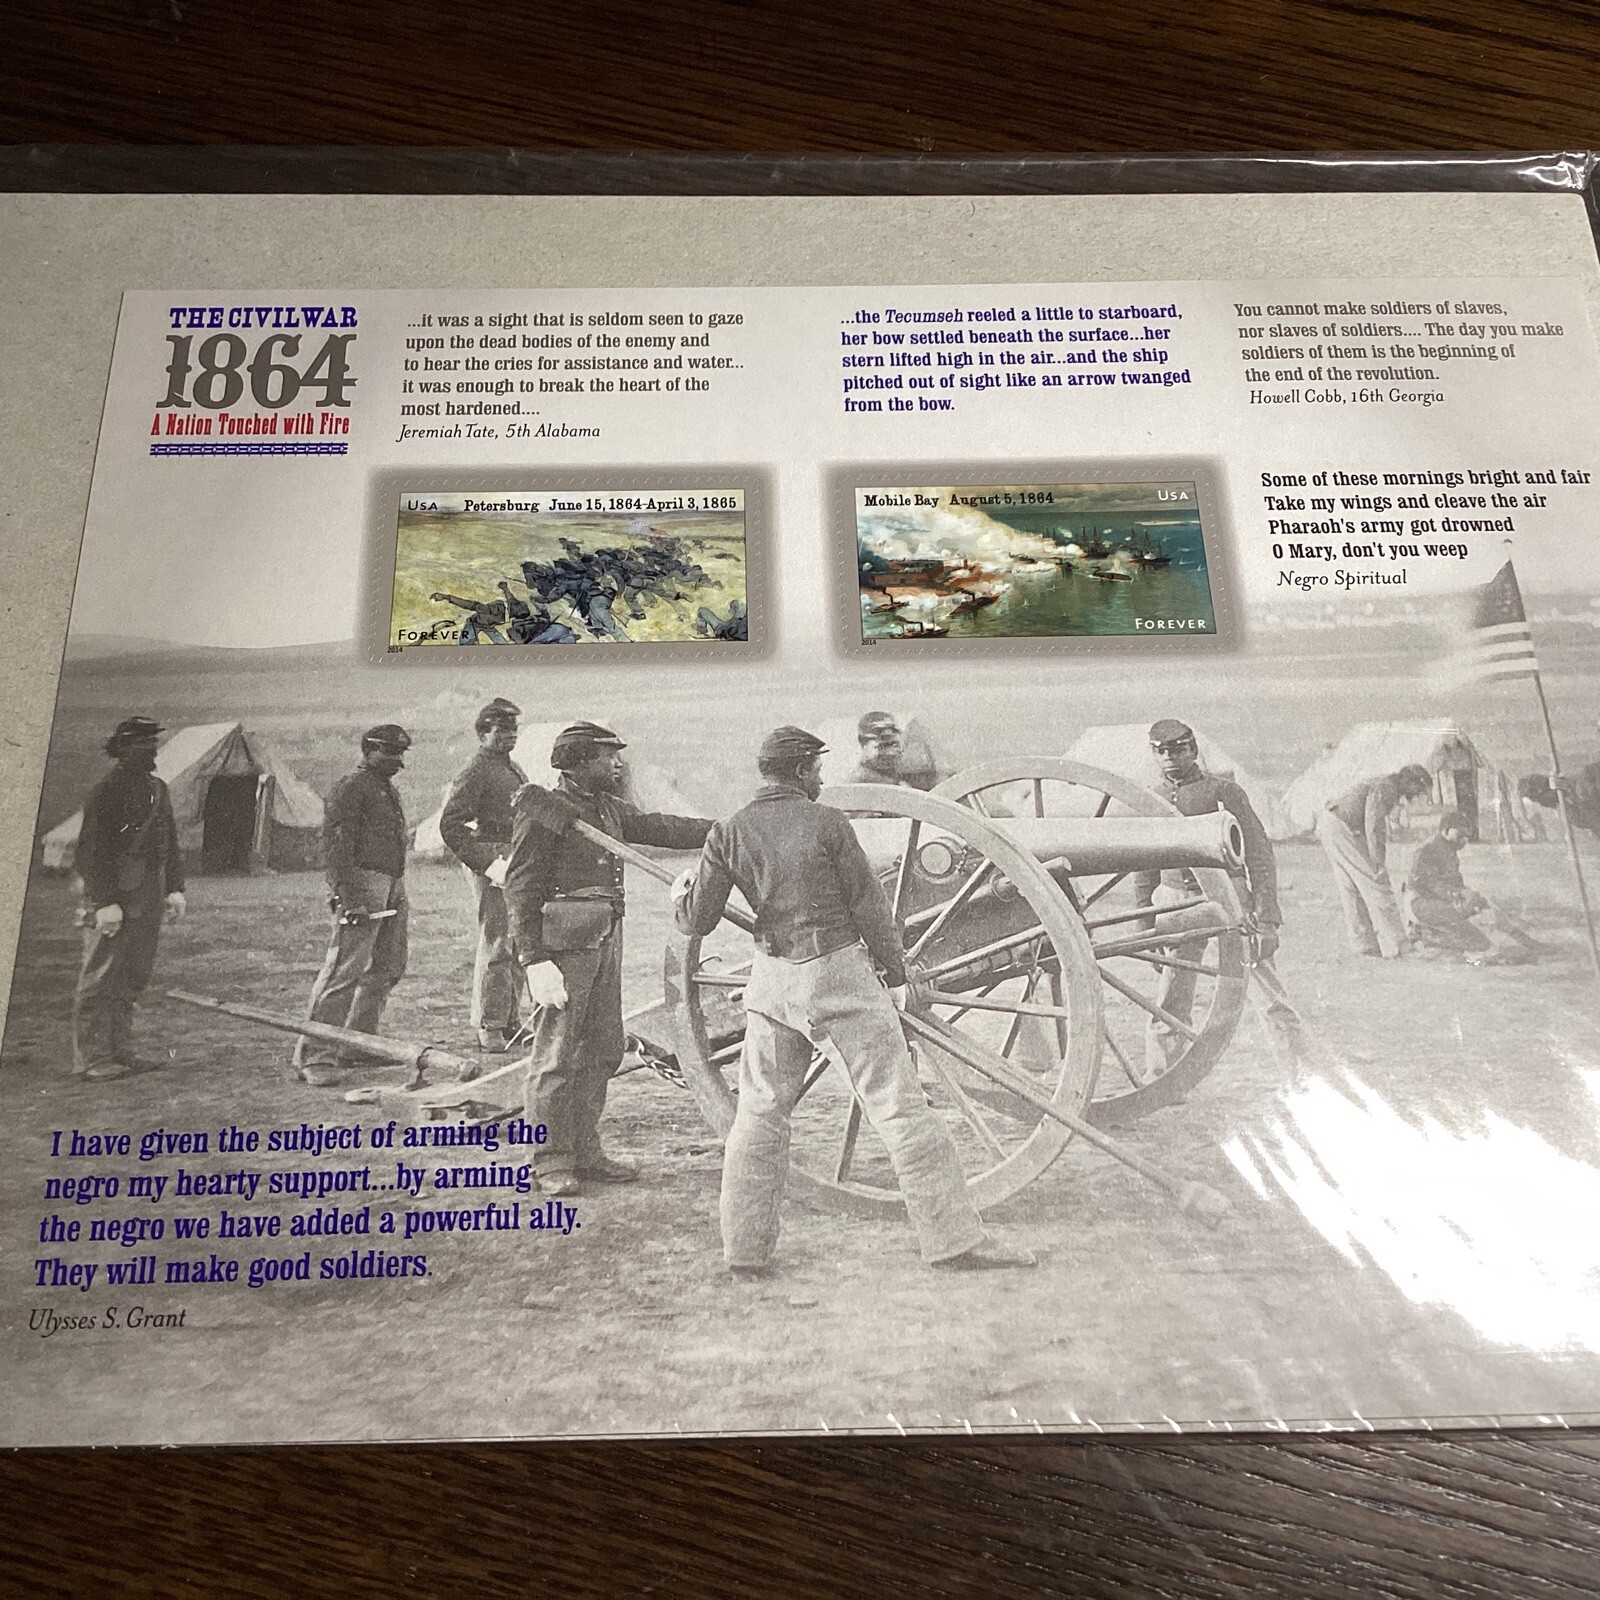 THE CIVIL WAR
1864
A Nation Touched with Fire
...it was a sight that is seldom seen to gaze
upon the dead bodies of the enemy and
to hear the cries for assistance and water...
it was enough to break the heart of the
most hardened....
Jeremiah Tate, 5th Alabama
...the Tecumseh reeled a little to starboard,
her bow settled beneath the surface...her
stern lifted high in the air...and the ship
pitched out of sight like an arrow twanged
from the bow.
You cannot make soldiers of slaves,
nor slaves of soldiers.... The day you make
soldiers of them is the beginning of
the end of the revolution.
Howell Cobb, 16th Georgia
Some of these mornings bright and fair
Take my wings and cleave the air
Pharaoh's army got drowned
O Mary, don't you weep
Negro Spiritual
USA Petersburg June 15, 1864-April 3, 1865
FOREVER
2014
Mobile Bay August 5, 1864 USA
FOREVER
2014
I have given the subject of arming the
negro my hearty support...by arming
the negro we have added a powerful ally.
They will make good soldiers.
Ulysses S. Grant